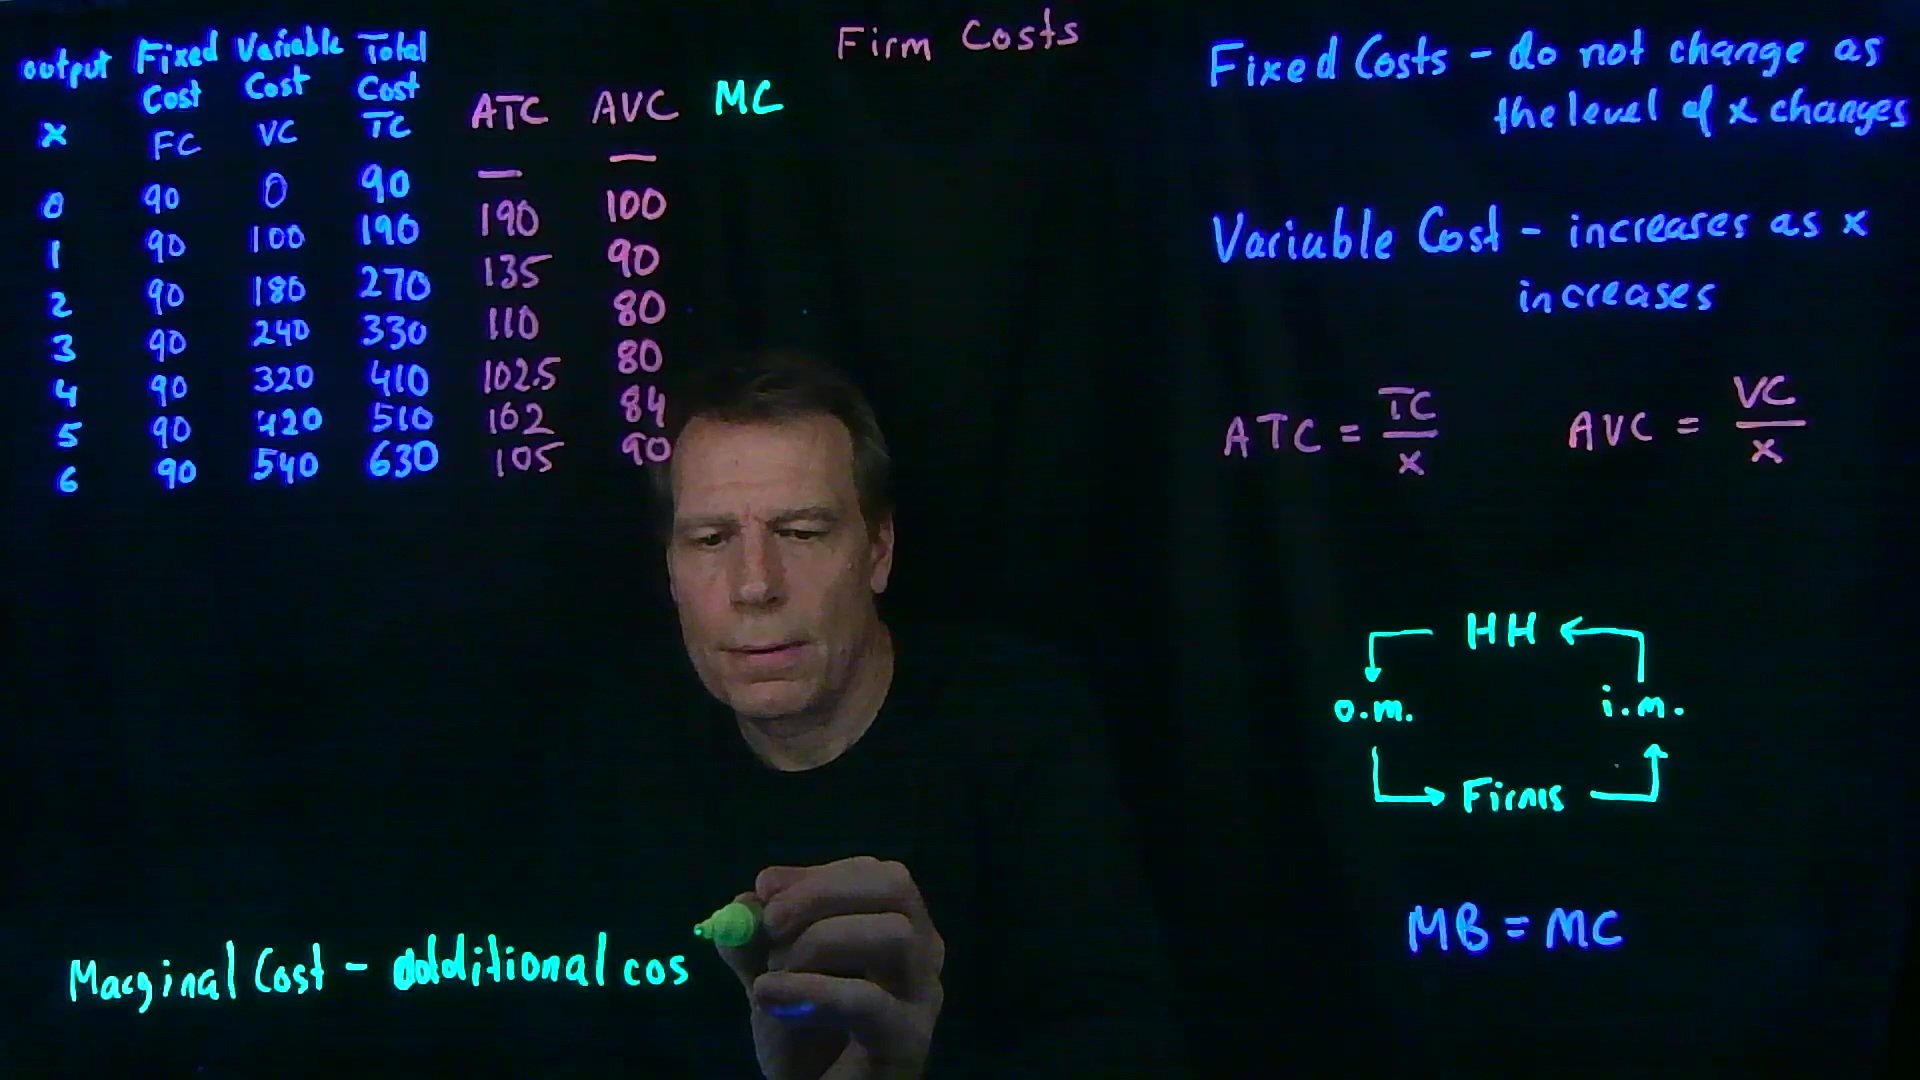 Firm Costs
output Fixed Cost Variable Cost Total Cost
x FC VC TC ATC AVC MC
0 90 0 90 — —
1 90 100 190 190 100
2 90 180 270 135 90
3 90 240 330 110 80
4 90 320 410 102.5 80
5 90 420 510 102 84
6 90 540 630 105 90
Fixed Costs - do not change as
the level of x changes
Variable Cost - increases as x
increases
ATC = TC/x AVC = VC/x
HH
o.m. i.m.
Firms
MB = MC
Marginal Cost - additional cos